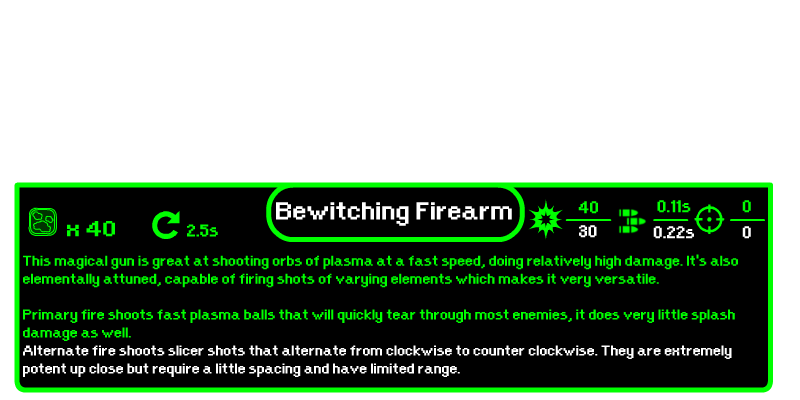 Bewitching Firearm
x 40
2.5s
40
30
0.11s
0.22s
0
0
This magical gun is great at shooting orbs of plasma at a fast speed, doing relatively high damage. It's also
elementally attuned, capable of firing shots of varying elements which makes it very versatile.
Primary fire shoots fast plasma balls that will quickly tear through most enemies, it does very little splash
damage as well.
Alternate fire shoots slicer shots that alternate from clockwise to counter clockwise. They are extremely
potent up close but require a little spacing and have limited range.